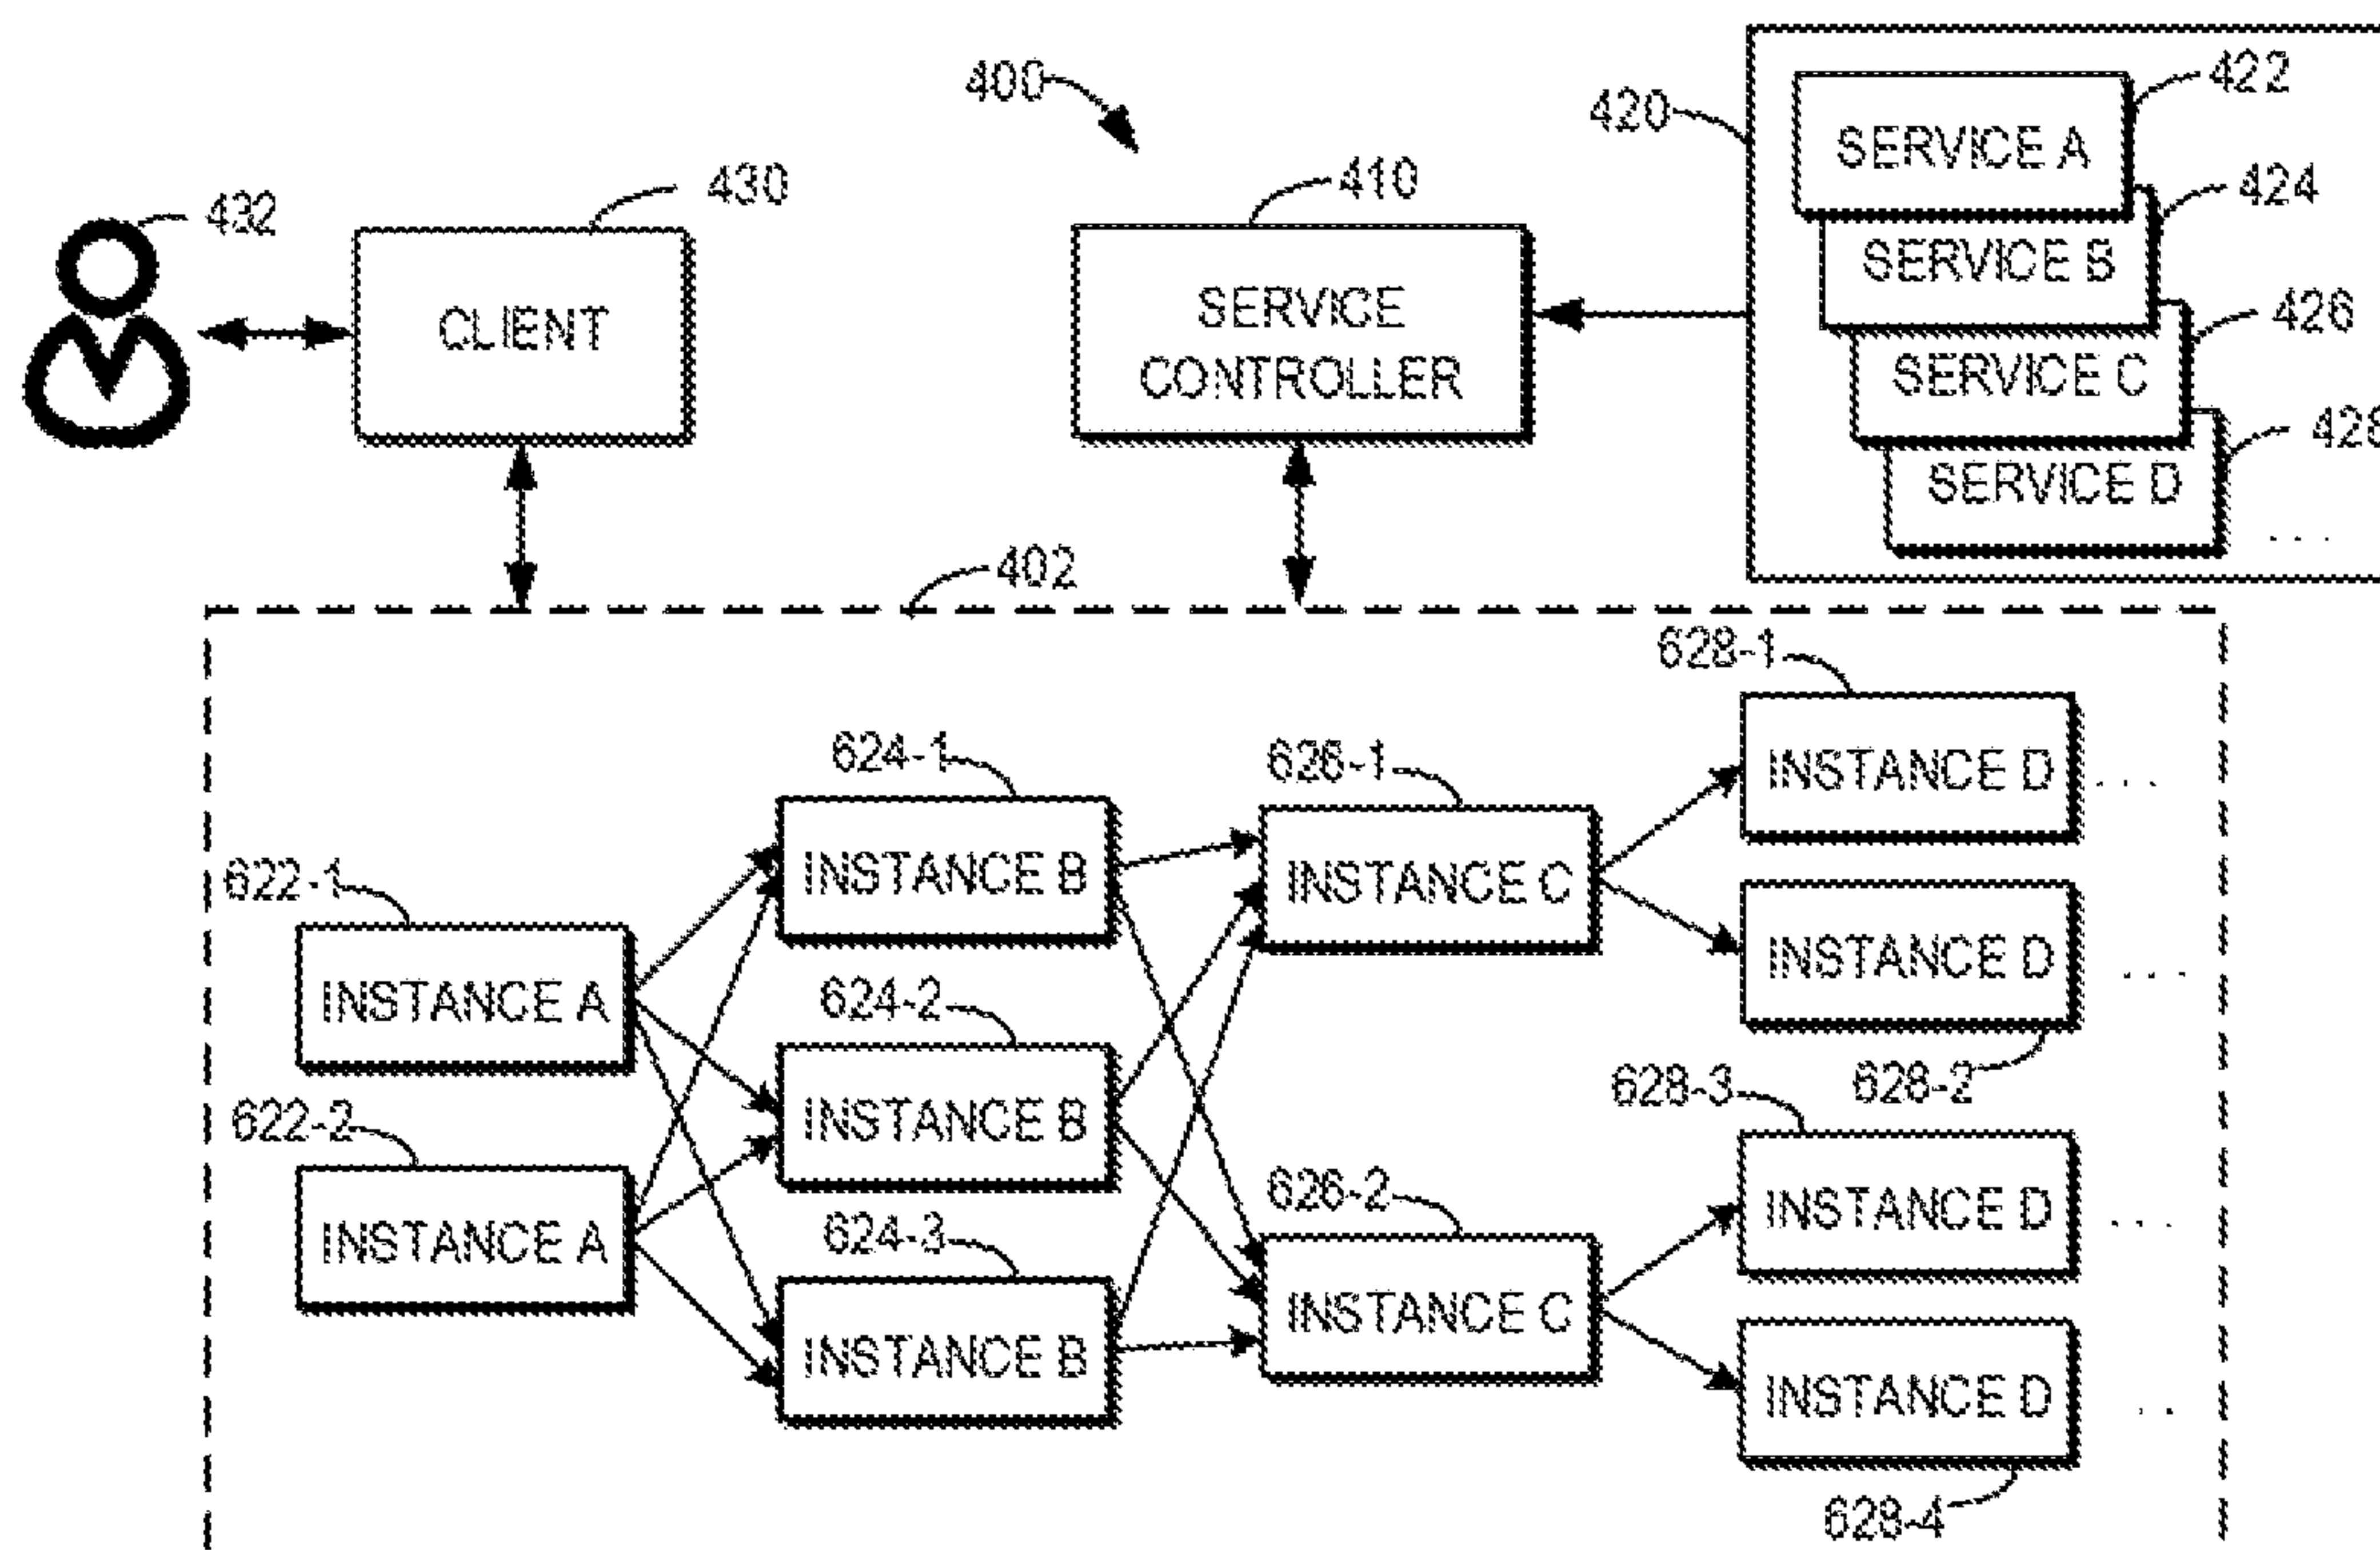 400
420
422
SERVICE A
424
SERVICE B
426
SERVICE C
428
SERVICE D
...
432
430
CLIENT
410
SERVICE
CONTROLLER
402
628-1
INSTANCE D ...
624-1
INSTANCE B
626-1
INSTANCE C
INSTANCE D ...
628-2
622-1
INSTANCE A
624-2
INSTANCE B
628-3
INSTANCE D ...
622-2
INSTANCE A
624-3
INSTANCE B
626-2
INSTANCE C
INSTANCE D ..
628-4